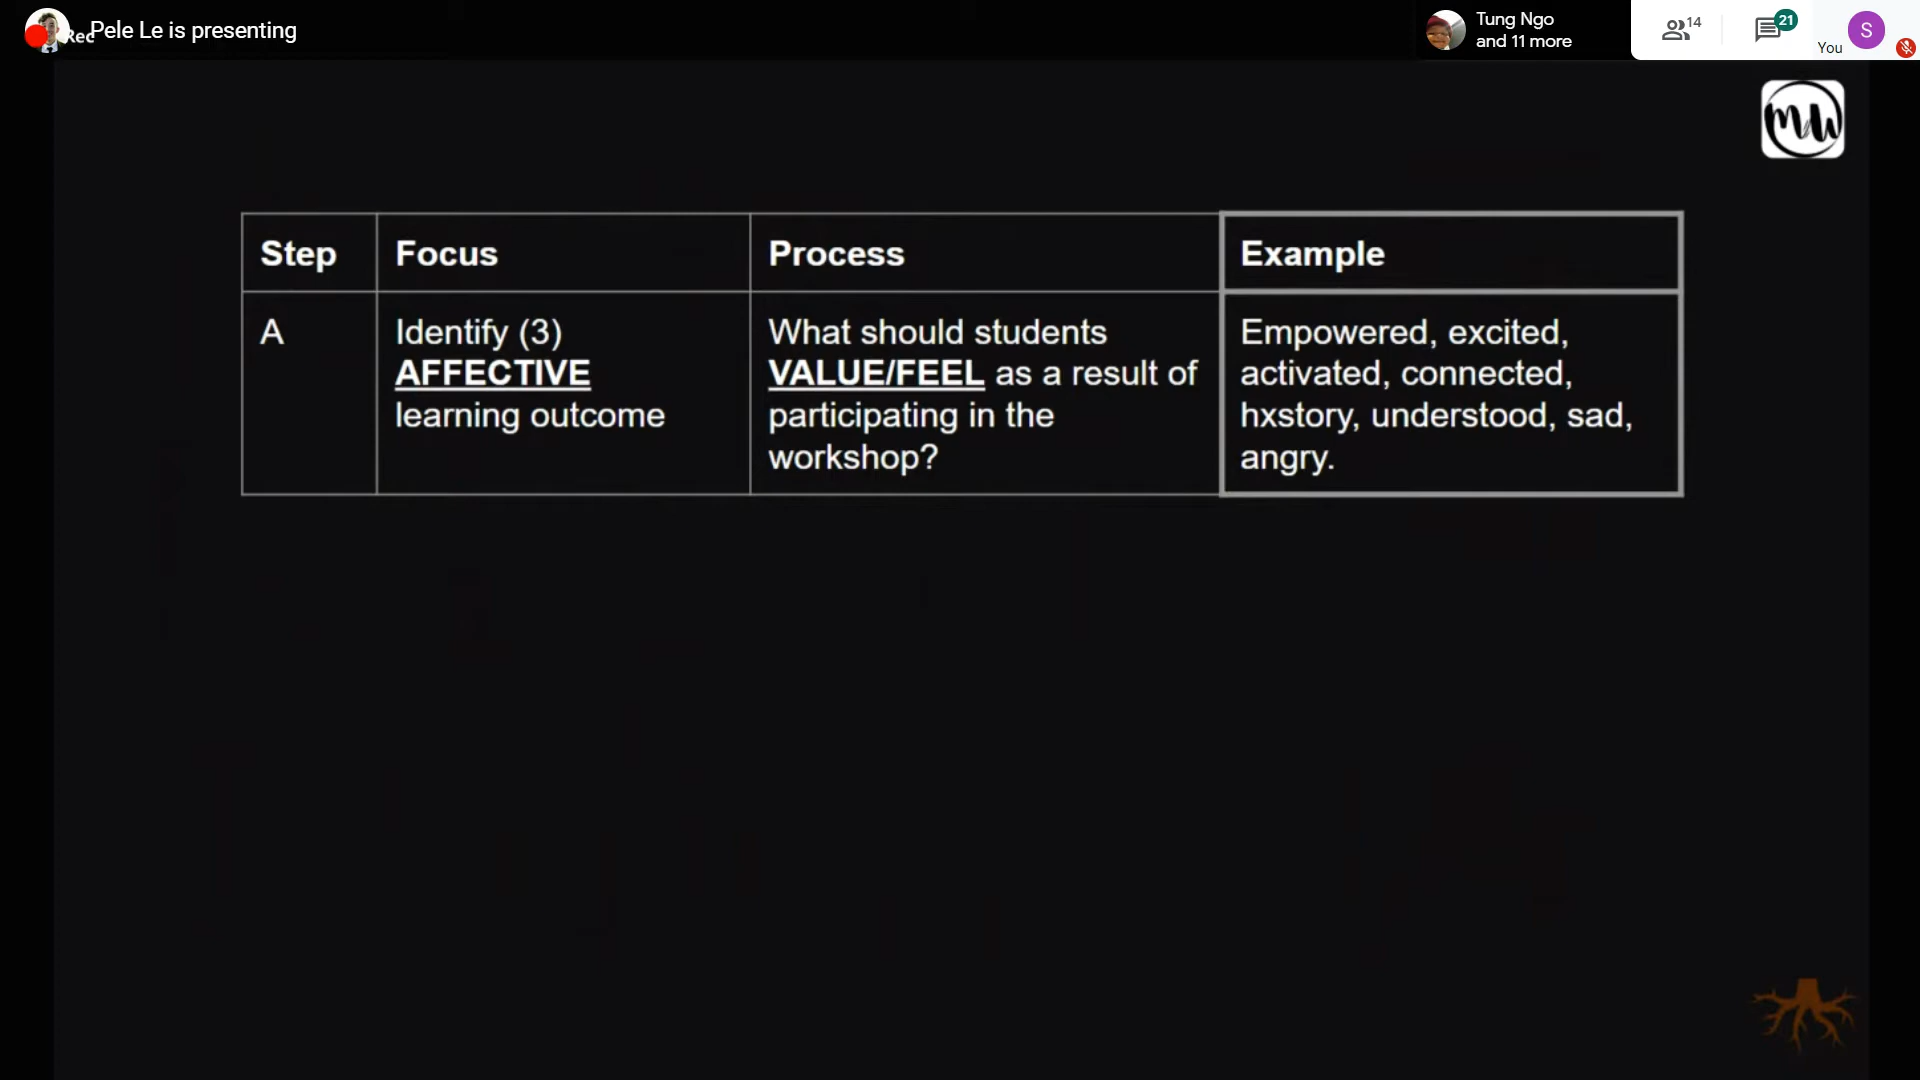 Rec
Pele Le is presenting
Tung Ngo
and 11 more
14
21
You
S
Step
Focus
Process
Example
A
Identify (3)
AFFECTIVE
learning outcome
What should students
VALUE/FEEL as a result of
participating in the
workshop?
Empowered, excited,
activated, connected,
hxstory, understood, sad,
angry.